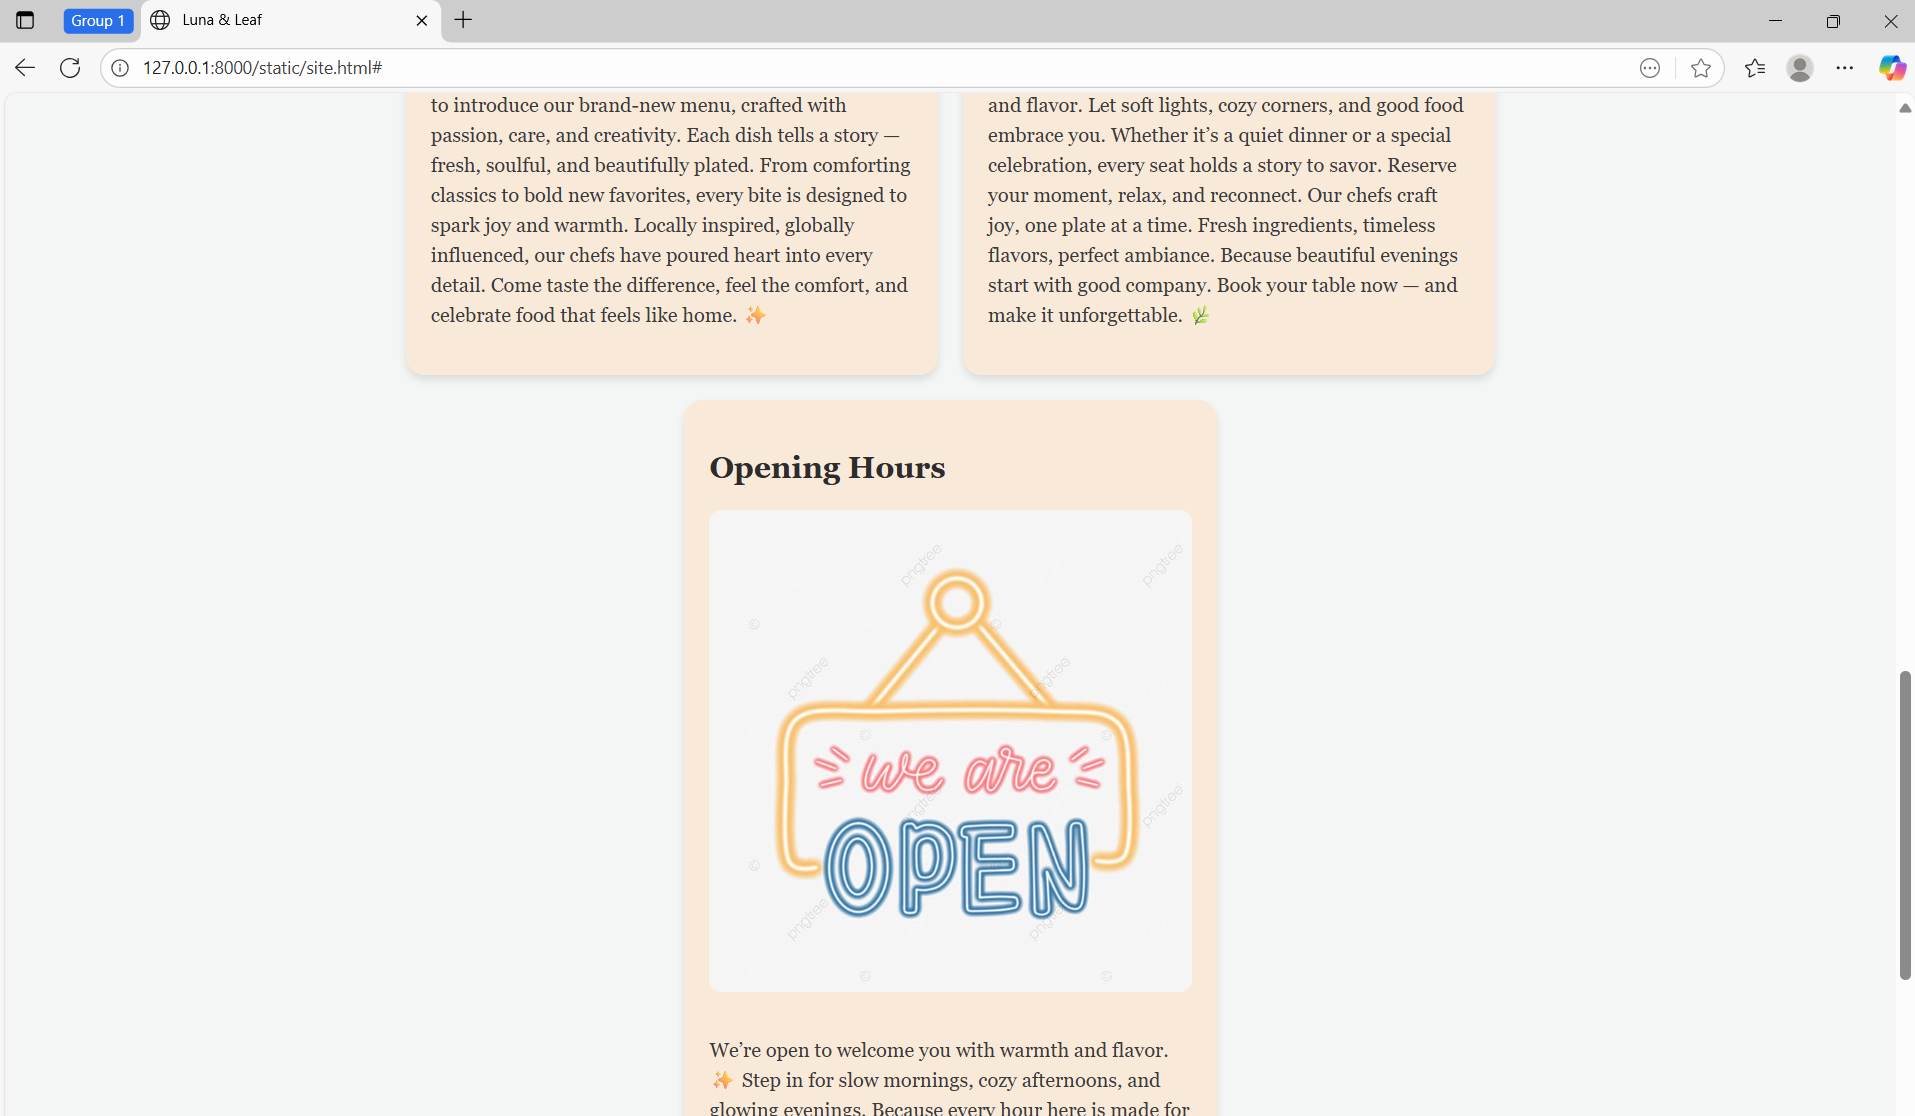 Group 1
Luna & Leaf
127.0.0.1:8000/static/site.html#
to introduce our brand-new menu, crafted with
passion, care, and creativity. Each dish tells a story —
fresh, soulful, and beautifully plated. From comforting
classics to bold new favorites, every bite is designed to
spark joy and warmth. Locally inspired, globally
influenced, our chefs have poured heart into every
detail. Come taste the difference, feel the comfort, and
celebrate food that feels like home. ✨
and flavor. Let soft lights, cozy corners, and good food
embrace you. Whether it’s a quiet dinner or a special
celebration, every seat holds a story to savor. Reserve
your moment, relax, and reconnect. Our chefs craft
joy, one plate at a time. Fresh ingredients, timeless
flavors, perfect ambiance. Because beautiful evenings
start with good company. Book your table now — and
make it unforgettable. 🌿
Opening Hours
pngtree
pngtree
pngtree
pngtree
we are
pngtree
pngtree
OPEN
pngtree
pngtree
We’re open to welcome you with warmth and flavor.
✨ Step in for slow mornings, cozy afternoons, and
glowing evenings. Because every hour here is made for